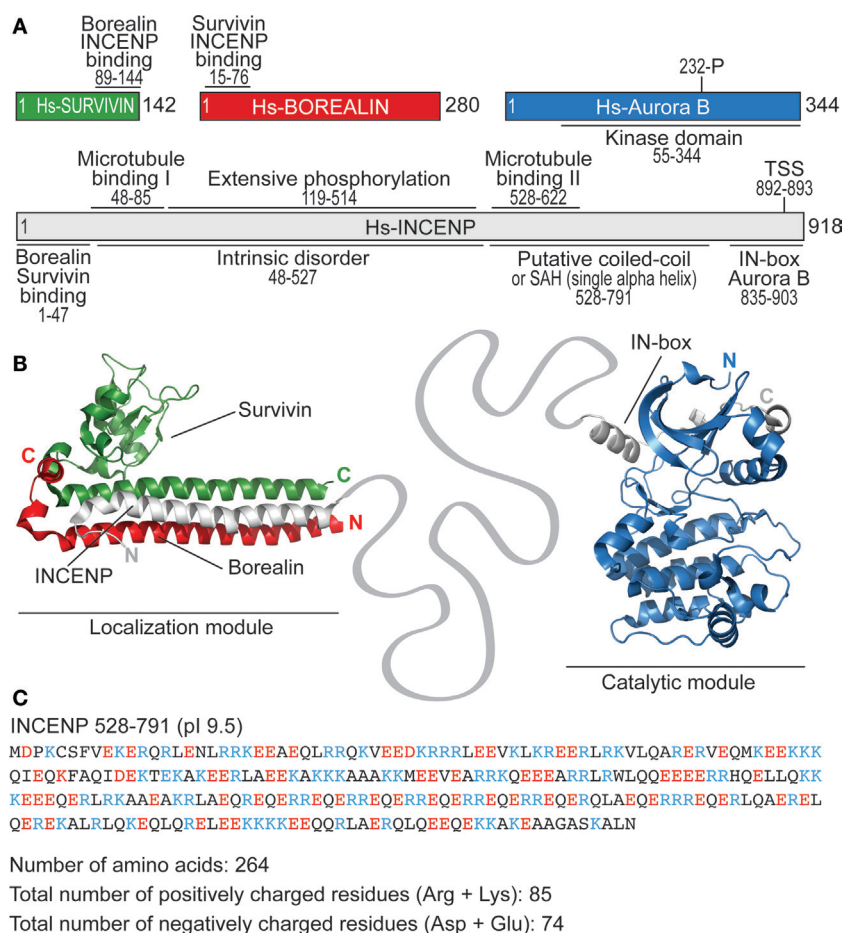 A
Borealin
INCENP
binding
89-144
Survivin
INCENP
binding
15-76
232-P
1 Hs-SURVIVIN 142
1 Hs-BOREALIN 280
1 Hs-Aurora B 344
Kinase domain
55-344
Microtubule
binding I
48-85
Extensive phosphorylation
119-514
Microtubule
binding II
528-622
TSS
892-893
1 Hs-INCENP 918
Borealin
Survivin
binding
1-47
Intrinsic disorder
48-527
Putative coiled-coil
or SAH (single alpha helix)
528-791
IN-box
Aurora B
835-903
B
IN-box
N
C
Survivin
C
C
N
N
INCENP
Borealin
Localization module
Catalytic module
C
INCENP 528-791 (pI 9.5)
MDPKCSFVEKERQRLENLRRKEEAEQLRRQKVEEDKRRRLEEVKLKREERLRKVLQARERVEQMKEEKKK
QIEQKFAQIDEKTEKAKEERLAEEKAKKKAAAKKMEEVEARRKQEEEARRLRWLQQEEEERRHQELLQKK
KEEEQERLRKAAEAKRLAEQREQERREQERREQERREQERREQERREQERQLAEQERRREQERLQAEREL
QEREKALRLQKEQLQRELEEKKKKEEQQRLAERQLQEEQEKKAKEAAGASKALN
Number of amino acids: 264
Total number of positively charged residues (Arg + Lys): 85
Total number of negatively charged residues (Asp + Glu): 74